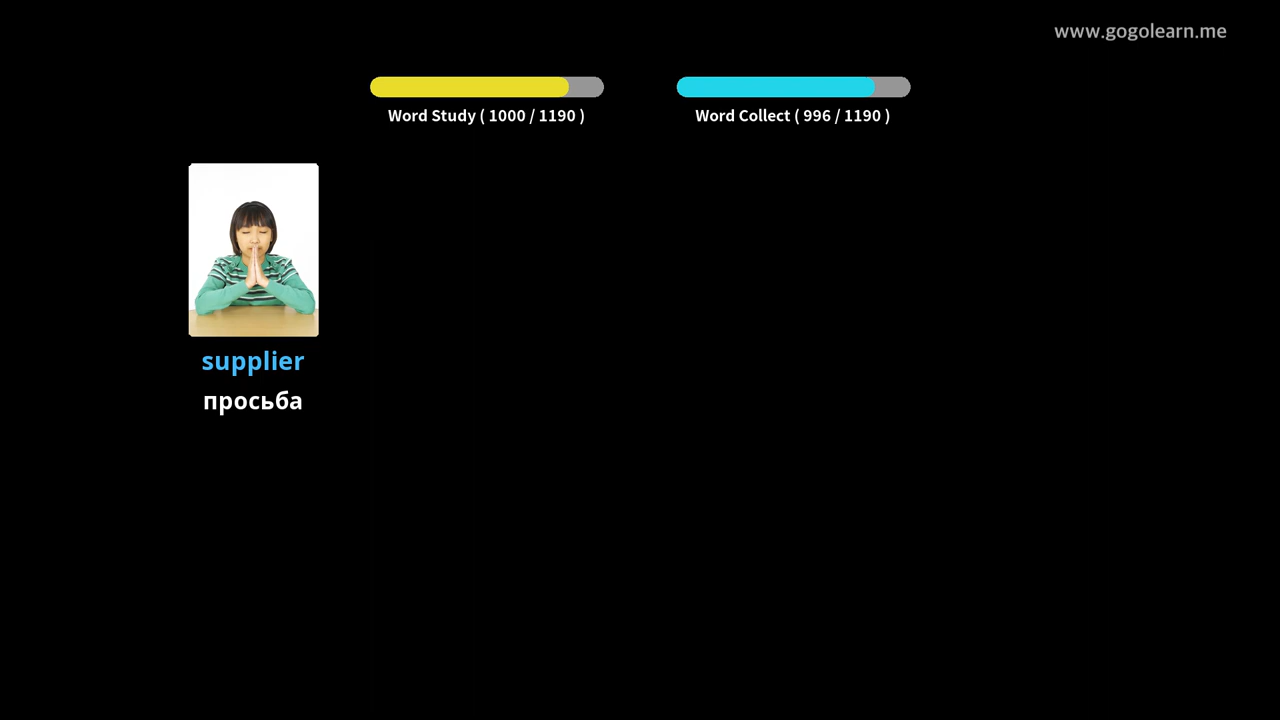 www.gogolearn.me
Word Study ( 1000 / 1190 )
Word Collect ( 996 / 1190 )
supplier
просьба